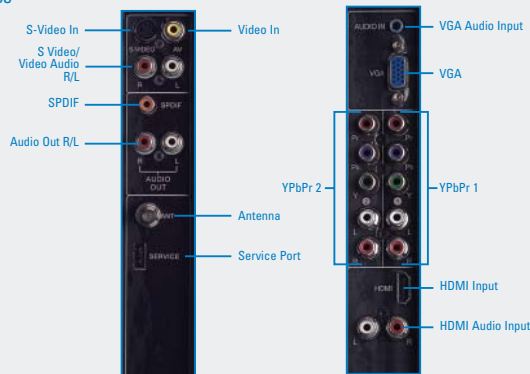 S-Video In
Video In
S-VIDEO
AV
S Video/
Video Audio
R/L
R
L
SPDIF
SPDIF
Audio Out R/L
R
L
AUDIO
OUT
ANT
Antenna
SERVICE
Service Port
AUDIO IN
VGA Audio Input
VGA
VGA
Pr
Pr
Pb
Pb
YPbPr 2
YPbPr 1
Y
Y
2
L
L
R
R
HDMI
HDMI Input
HDMI Audio Input
L
R